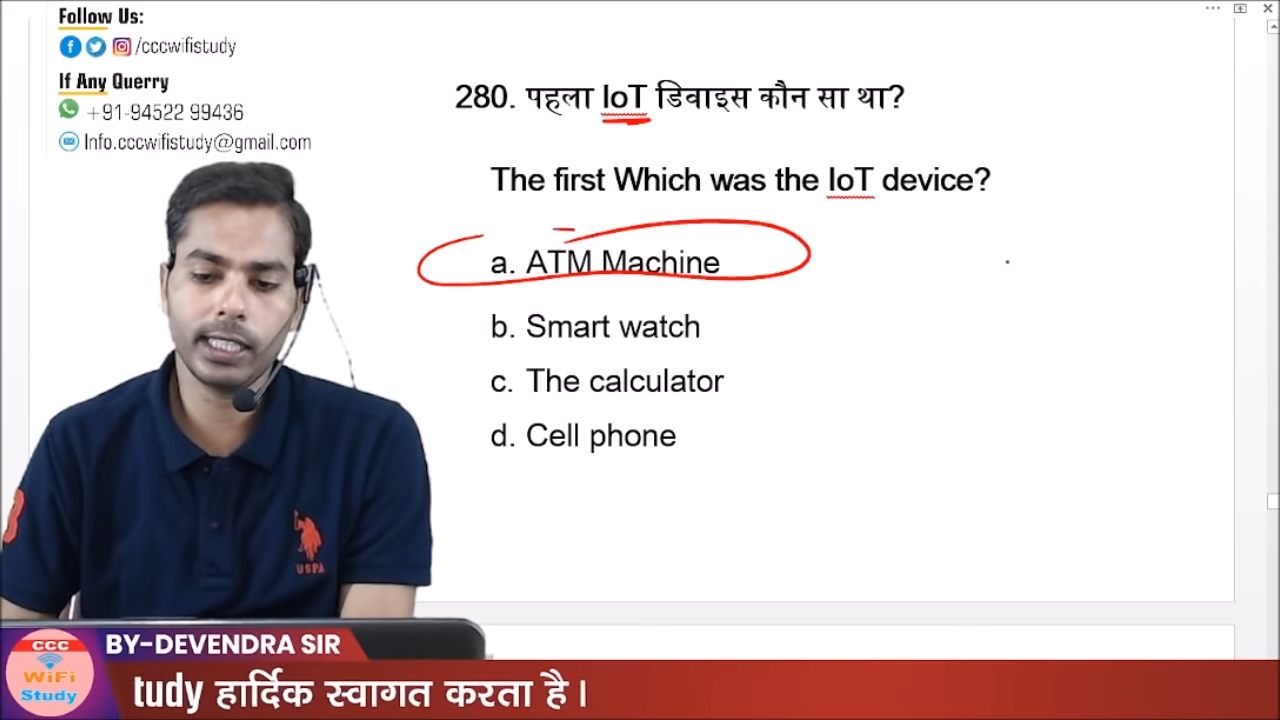 Follow Us:
/cccwifistudy
If Any Querry
+91-94522 99436
Info.cccwifistudy@gmail.com
280. पहला IoT डिवाइस कौन सा था?
The first Which was the IoT device?
a. ATM Machine
b. Smart watch
c. The calculator
d. Cell phone
USPA
3
CCC
WiFi
Study
BY-DEVENDRA SIR
tudy हार्दिक स्वागत करता है।